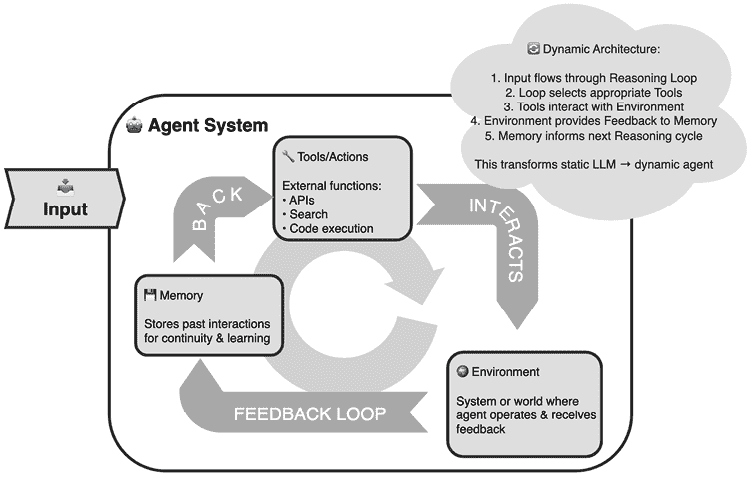 Dynamic Architecture:
1. Input flows through Reasoning Loop
2. Loop selects appropriate Tools
3. Tools interact with Environment
4. Environment provides Feedback to Memory
5. Memory informs next Reasoning cycle
This transforms static LLM → dynamic agent
Agent System
Input
Tools/Actions
External functions:
• APIs
• Search
• Code execution
BACK
INTERACTS
Memory
Stores past interactions
for continuity & learning
Environment
System or world where
agent operates & receives
feedback
FEEDBACK LOOP